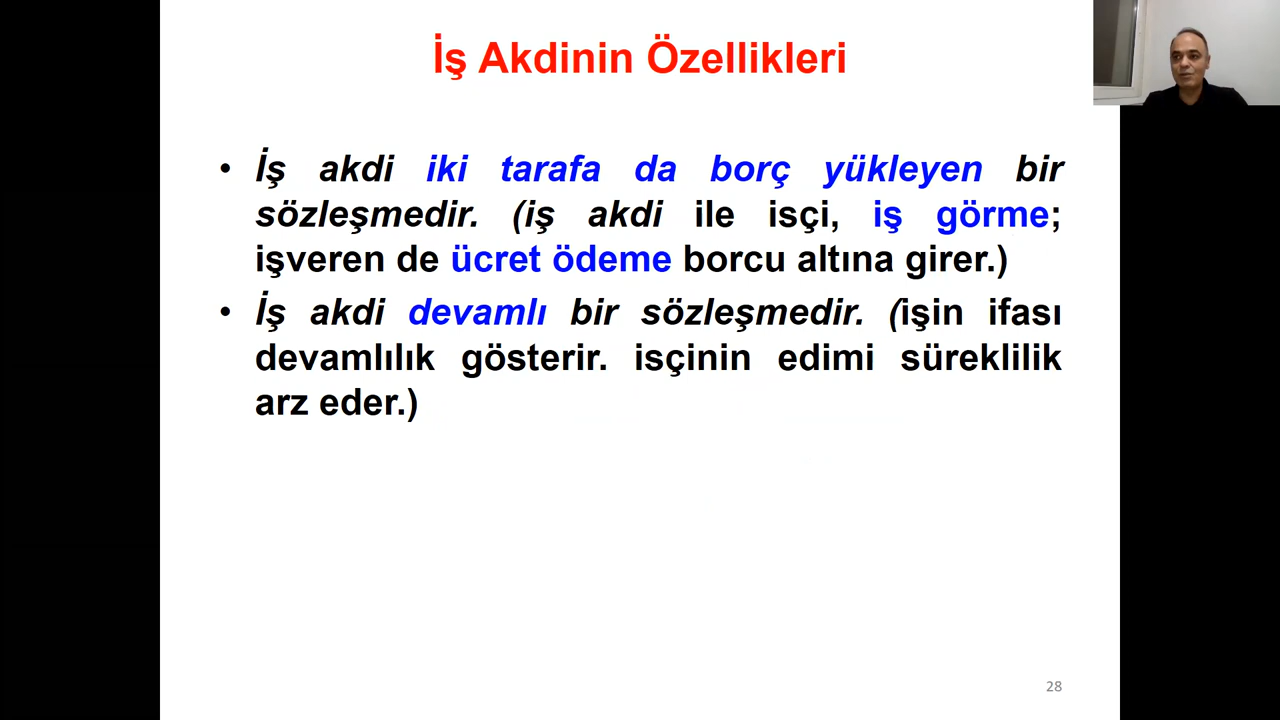 İş Akdinin Özellikleri
• İş akdi iki tarafa da borç yükleyen bir
sözleşmedir. (iş akdi ile isçi, iş görme;
işveren de ücret ödeme borcu altına girer.)
• İş akdi devamlı bir sözleşmedir. (işin ifası
devamlılık gösterir. isçinin edimi süreklilik
arz eder.)
28